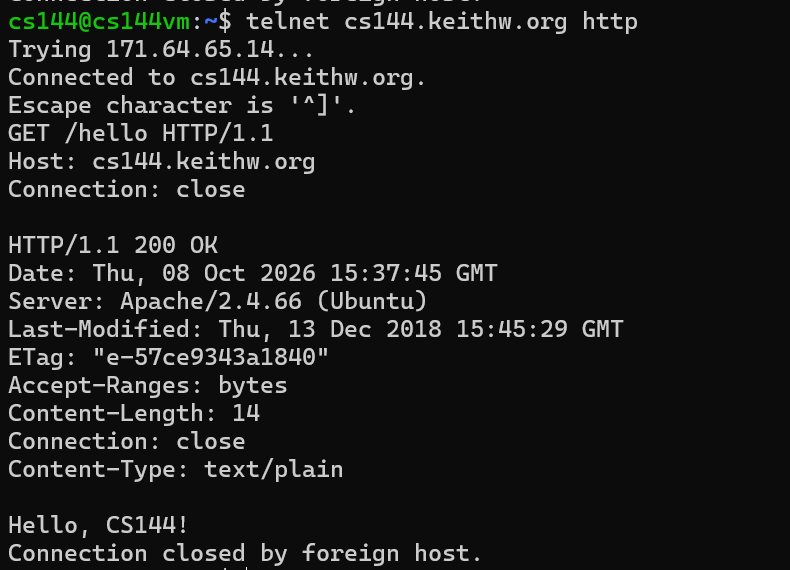 cs144@cs144vm:~$ telnet cs144.keithw.org http
Trying 171.64.65.14...
Connected to cs144.keithw.org.
Escape character is '^]'.
GET /hello HTTP/1.1
Host: cs144.keithw.org
Connection: close

HTTP/1.1 200 OK
Date: Thu, 08 Oct 2026 15:37:45 GMT
Server: Apache/2.4.66 (Ubuntu)
Last-Modified: Thu, 13 Dec 2018 15:45:29 GMT
ETag: "e-57ce9343a1840"
Accept-Ranges: bytes
Content-Length: 14
Connection: close
Content-Type: text/plain

Hello, CS144!
Connection closed by foreign host.